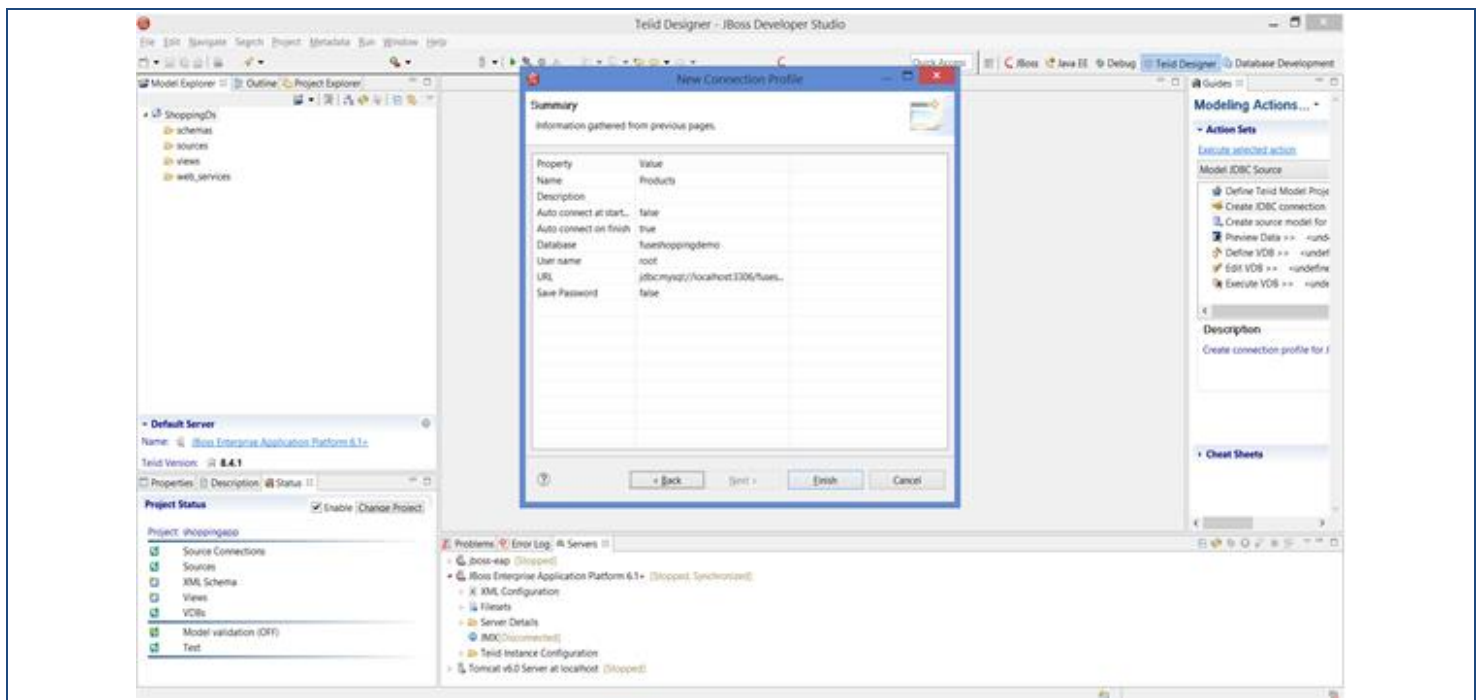 Teiid Designer - JBoss Developer Studio
File Edit Navigate Search Project Metadata Run Window Help
Quick Access JBoss Java EE Debug Teiid Designer Database Development
Model Explorer Outline Project Explorer
ShoppingDs
schemas
sources
views
web_services
Default Server
Name: JBoss Enterprise Application Platform 6.1+
Teiid Version: 8.4.1
Properties Description Status
Project Status Enable Change Project
Project: shoppingapp
Source Connections
Sources
XML Schema
Views
VDBs
Model validation (OFF)
Test
New Connection Profile
Summary
Information gathered from previous pages.
Property Value
Name Products
Description
Auto connect at start... false
Auto connect on finish true
Database fuseshoppingdemo
User name root
URL jdbc:mysql://localhost:3306/fuses...
Save Password false
< Back Next > Finish Cancel
Problems Error Log Servers
jboss-eap [Stopped]
JBoss Enterprise Application Platform 6.1+ [Stopped, Synchronized]
XML Configuration
Filesets
Server Details
JMX[Disconnected]
Teiid Instance Configuration
Tomcat v6.0 Server at localhost [Stopped]
Guides
Modeling Actions...
Action Sets
Execute selected action
Model JDBC Source
Define Teiid Model Proje
Create JDBC connection
Create source model for
Preview Data >> <und
Define VDB >> <undef
Edit VDB >> <undefine
Execute VDB >> <unde
Description
Create connection profile for J
Cheat Sheets